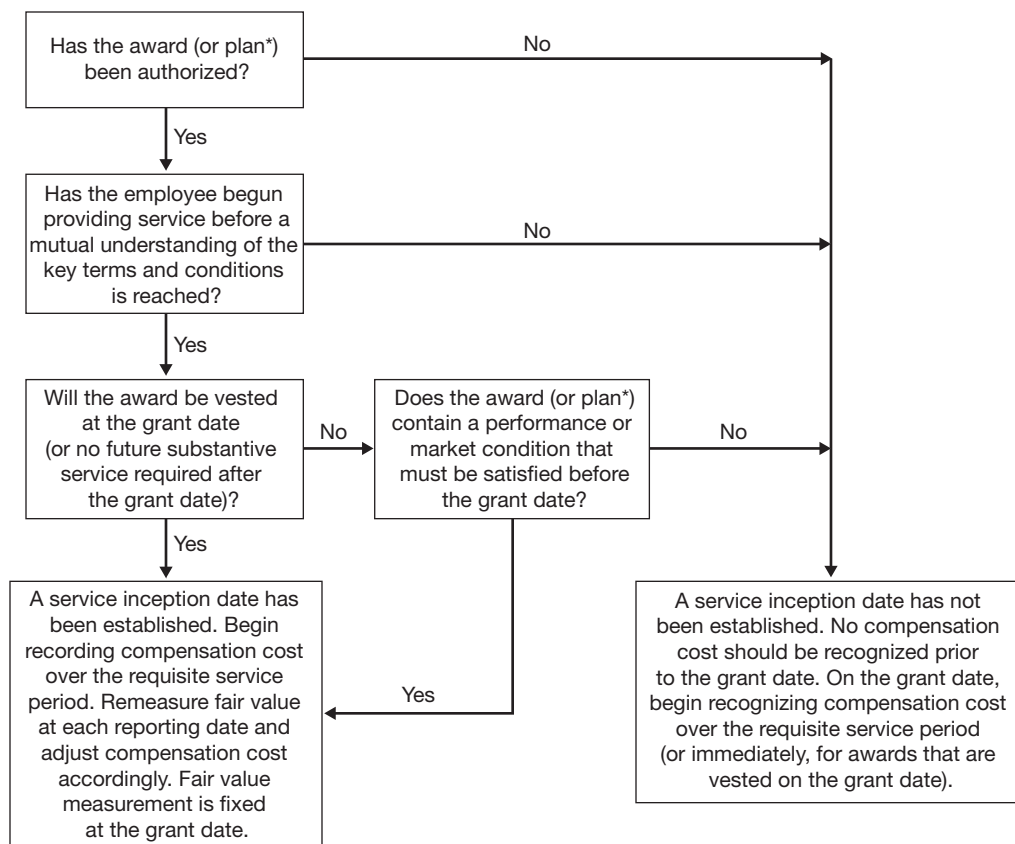 Has the award (or plan*)
been authorized?
No
Yes
Has the employee begun
providing service before a
mutual understanding of the
key terms and conditions
is reached?
No
Yes
Will the award be vested
at the grant date
(or no future substantive
service required after
the grant date)?
No
Does the award (or plan*)
contain a performance or
market condition that
must be satisfied before
the grant date?
No
Yes
A service inception date has
been established. Begin
recording compensation cost
over the requisite service
period. Remeasure fair value
at each reporting date and
adjust compensation cost
accordingly. Fair value
measurement is fixed
at the grant date.
Yes
A service inception date has not
been established. No compensation
cost should be recognized prior
to the grant date. On the grant date,
begin recognizing compensation cost
over the requisite service period
(or immediately, for awards that are
vested on the grant date).